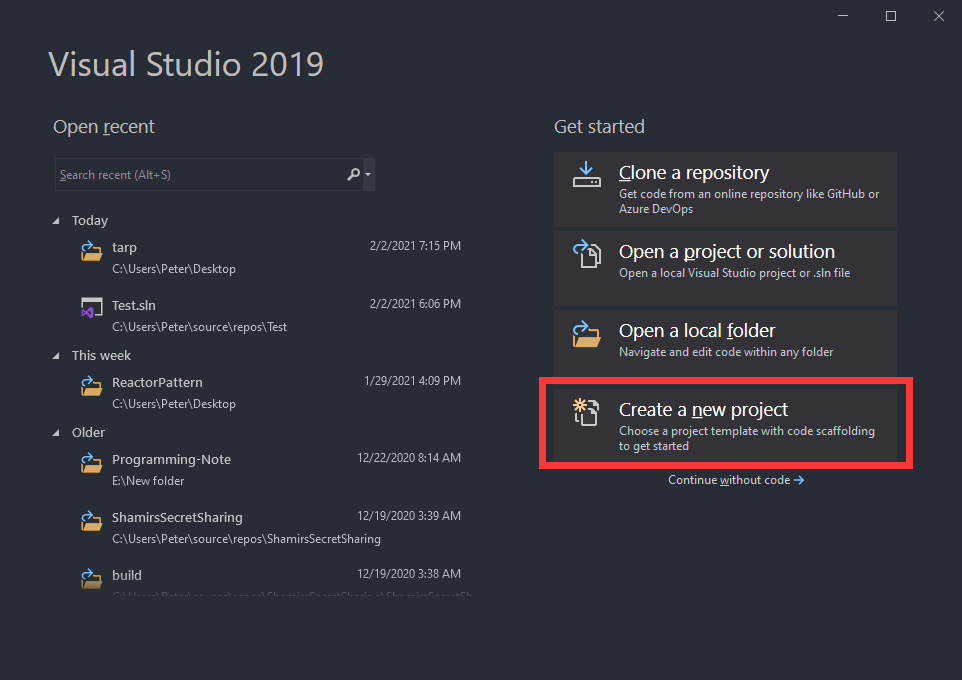 Visual Studio 2019
Open recent
Search recent (Alt+S)
Today
tarp
2/2/2021 7:15 PM
C:\Users\Peter\Desktop
Test.sln
2/2/2021 6:06 PM
C:\Users\Peter\source\repos\Test
This week
ReactorPattern
1/29/2021 4:09 PM
C:\Users\Peter\Desktop
Older
Programming-Note
12/22/2020 8:14 AM
E:\New folder
ShamirsSecretSharing
12/19/2020 3:39 AM
C:\Users\Peter\source\repos\ShamirsSecretSharing
build
12/19/2020 3:38 AM
Get started
Clone a repository
Get code from an online repository like GitHub or
Azure DevOps
Open a project or solution
Open a local Visual Studio project or .sln file
Open a local folder
Navigate and edit code within any folder
Create a new project
Choose a project template with code scaffolding
to get started
Continue without code →